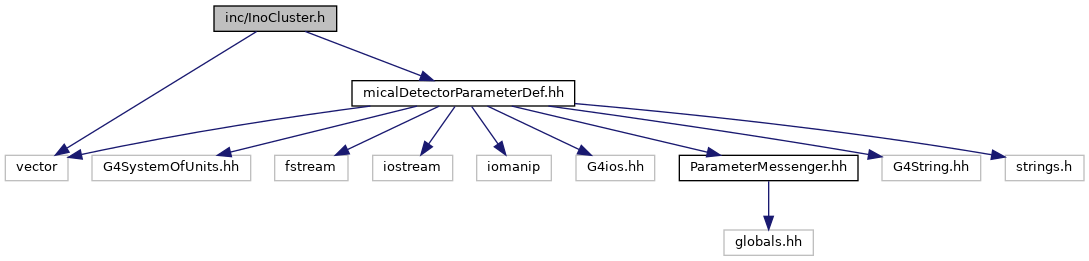 inc/InoCluster.h
micalDetectorParameterDef.hh
vector
G4SystemOfUnits.hh
fstream
iostream
iomanip
G4ios.hh
ParameterMessenger.hh
G4String.hh
strings.h
globals.hh